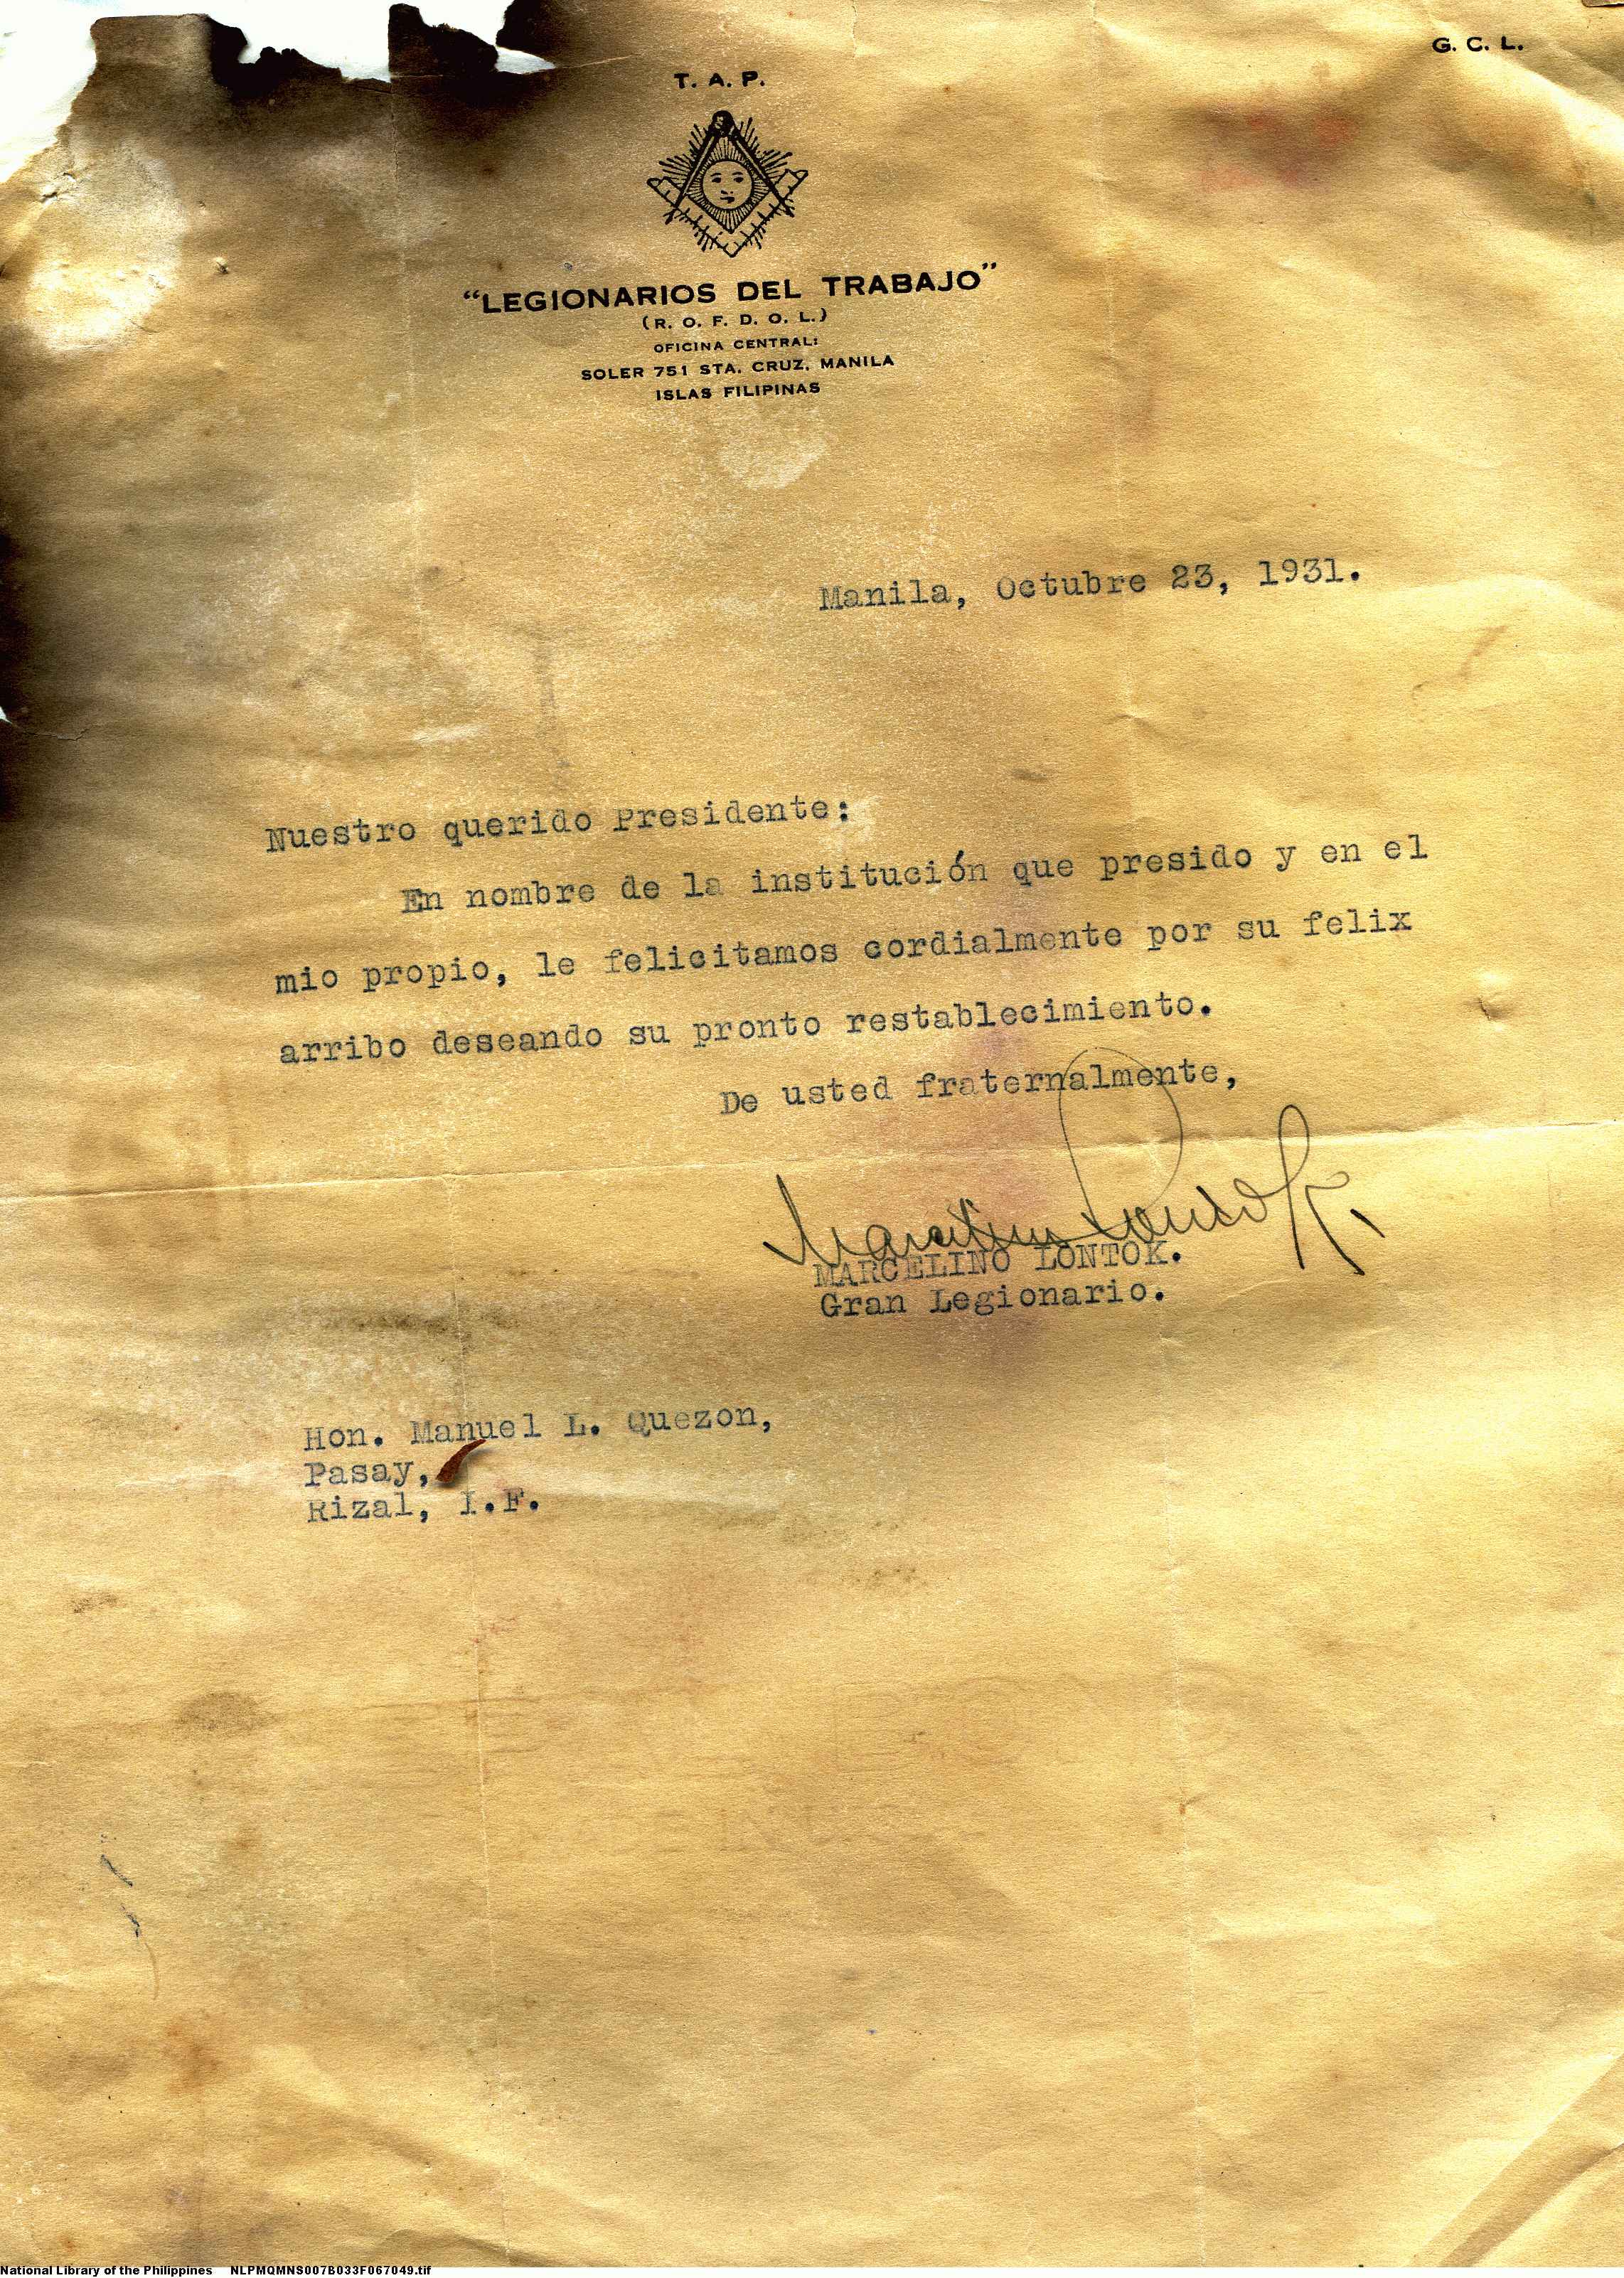 G. C. L.
T. A. P.
"LEGIONARIOS DEL TRABAJO"
(R. O. F. D. O. L.)
OFICINA CENTRAL:
SOLER 751 STA. CRUZ, MANILA
ISLAS FILIPINAS
Manila, Octubre 23, 1931.
Nuestro querido Presidente:
En nombre de la institución que presido y en el
mio propio, le felicitamos cordialmente por su felix
arribo deseando su pronto restablecimiento.
De usted fraternalmente,
Marcelino Lontok
MARCELINO LONTOK.
Gran Legionario.
Hon. Manuel L. Quezon,
Pasay,
Rizal, I.F.
BOND
National Library of the Philippines NLPMQMNS007B033F067049.tif